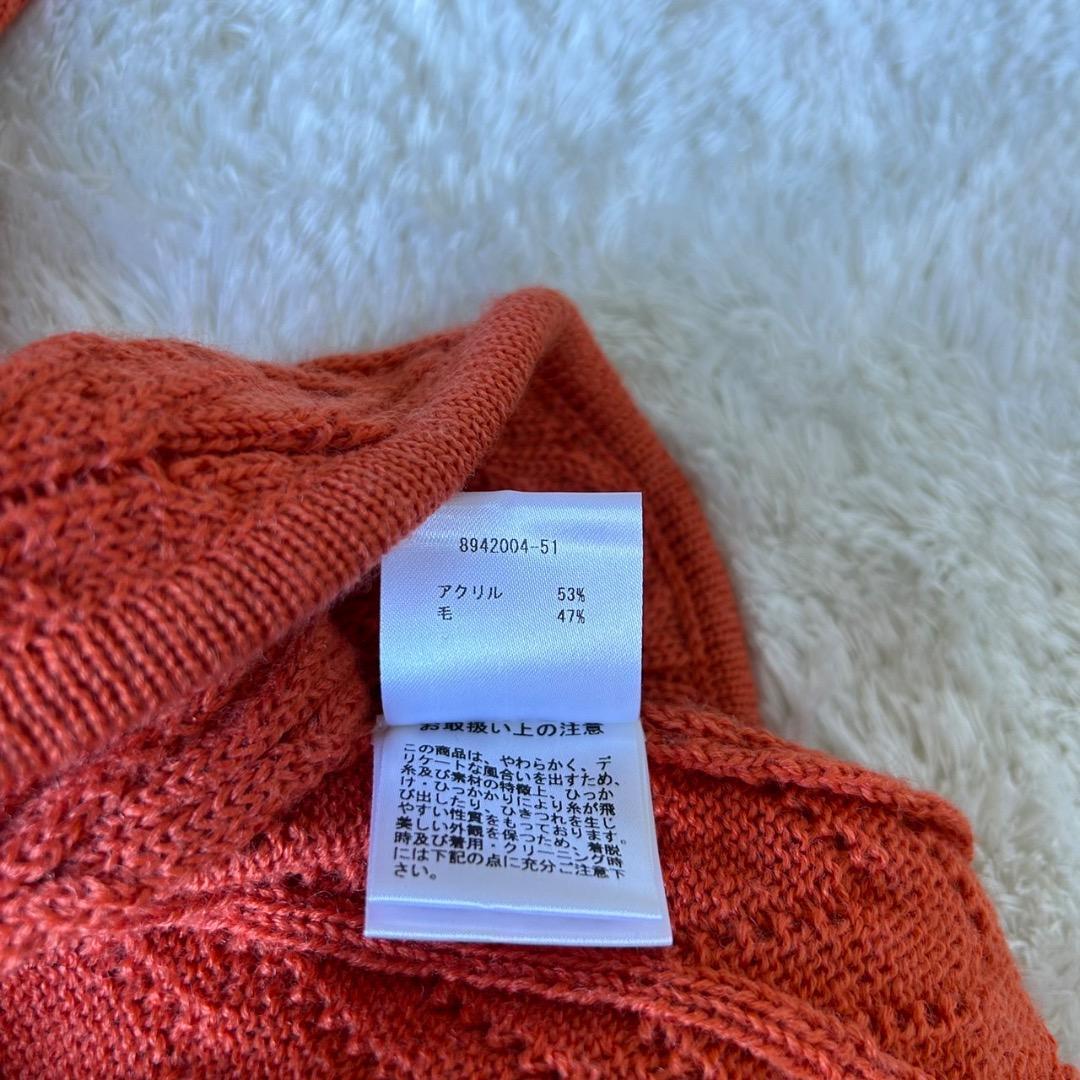 8942004-51
アクリル 53%
毛 47%
お取扱い上の注意
この商品は、やわらかく、デ
リケートな風合いを出すため、
糸及び素材の特徴上、ひっか
け・ひっかかりにより糸が飛
び出したり・ひきつれを生じ
やすい性質をもっております。
美しい外観を保つため、着脱
時及び着用・クリーニング時
には下記の点に充分ご注意下
さい。